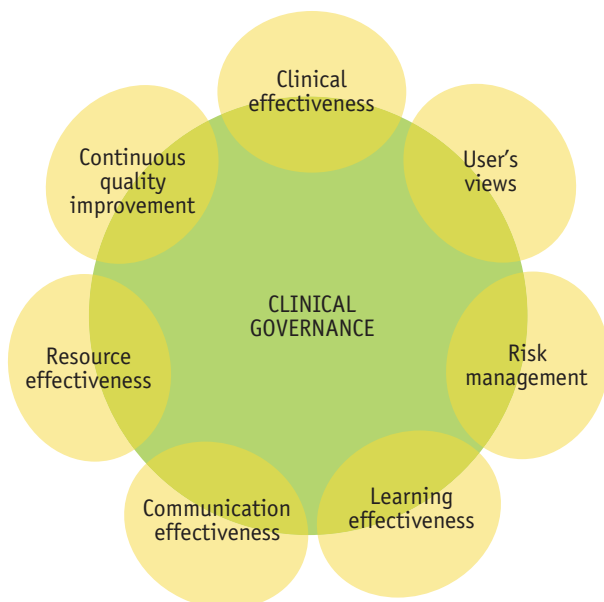 Clinical
effectiveness
User's
views
Risk
management
Learning
effectiveness
Communication
effectiveness
Resource
effectiveness
Continuous
quality
improvement
CLINICAL
GOVERNANCE